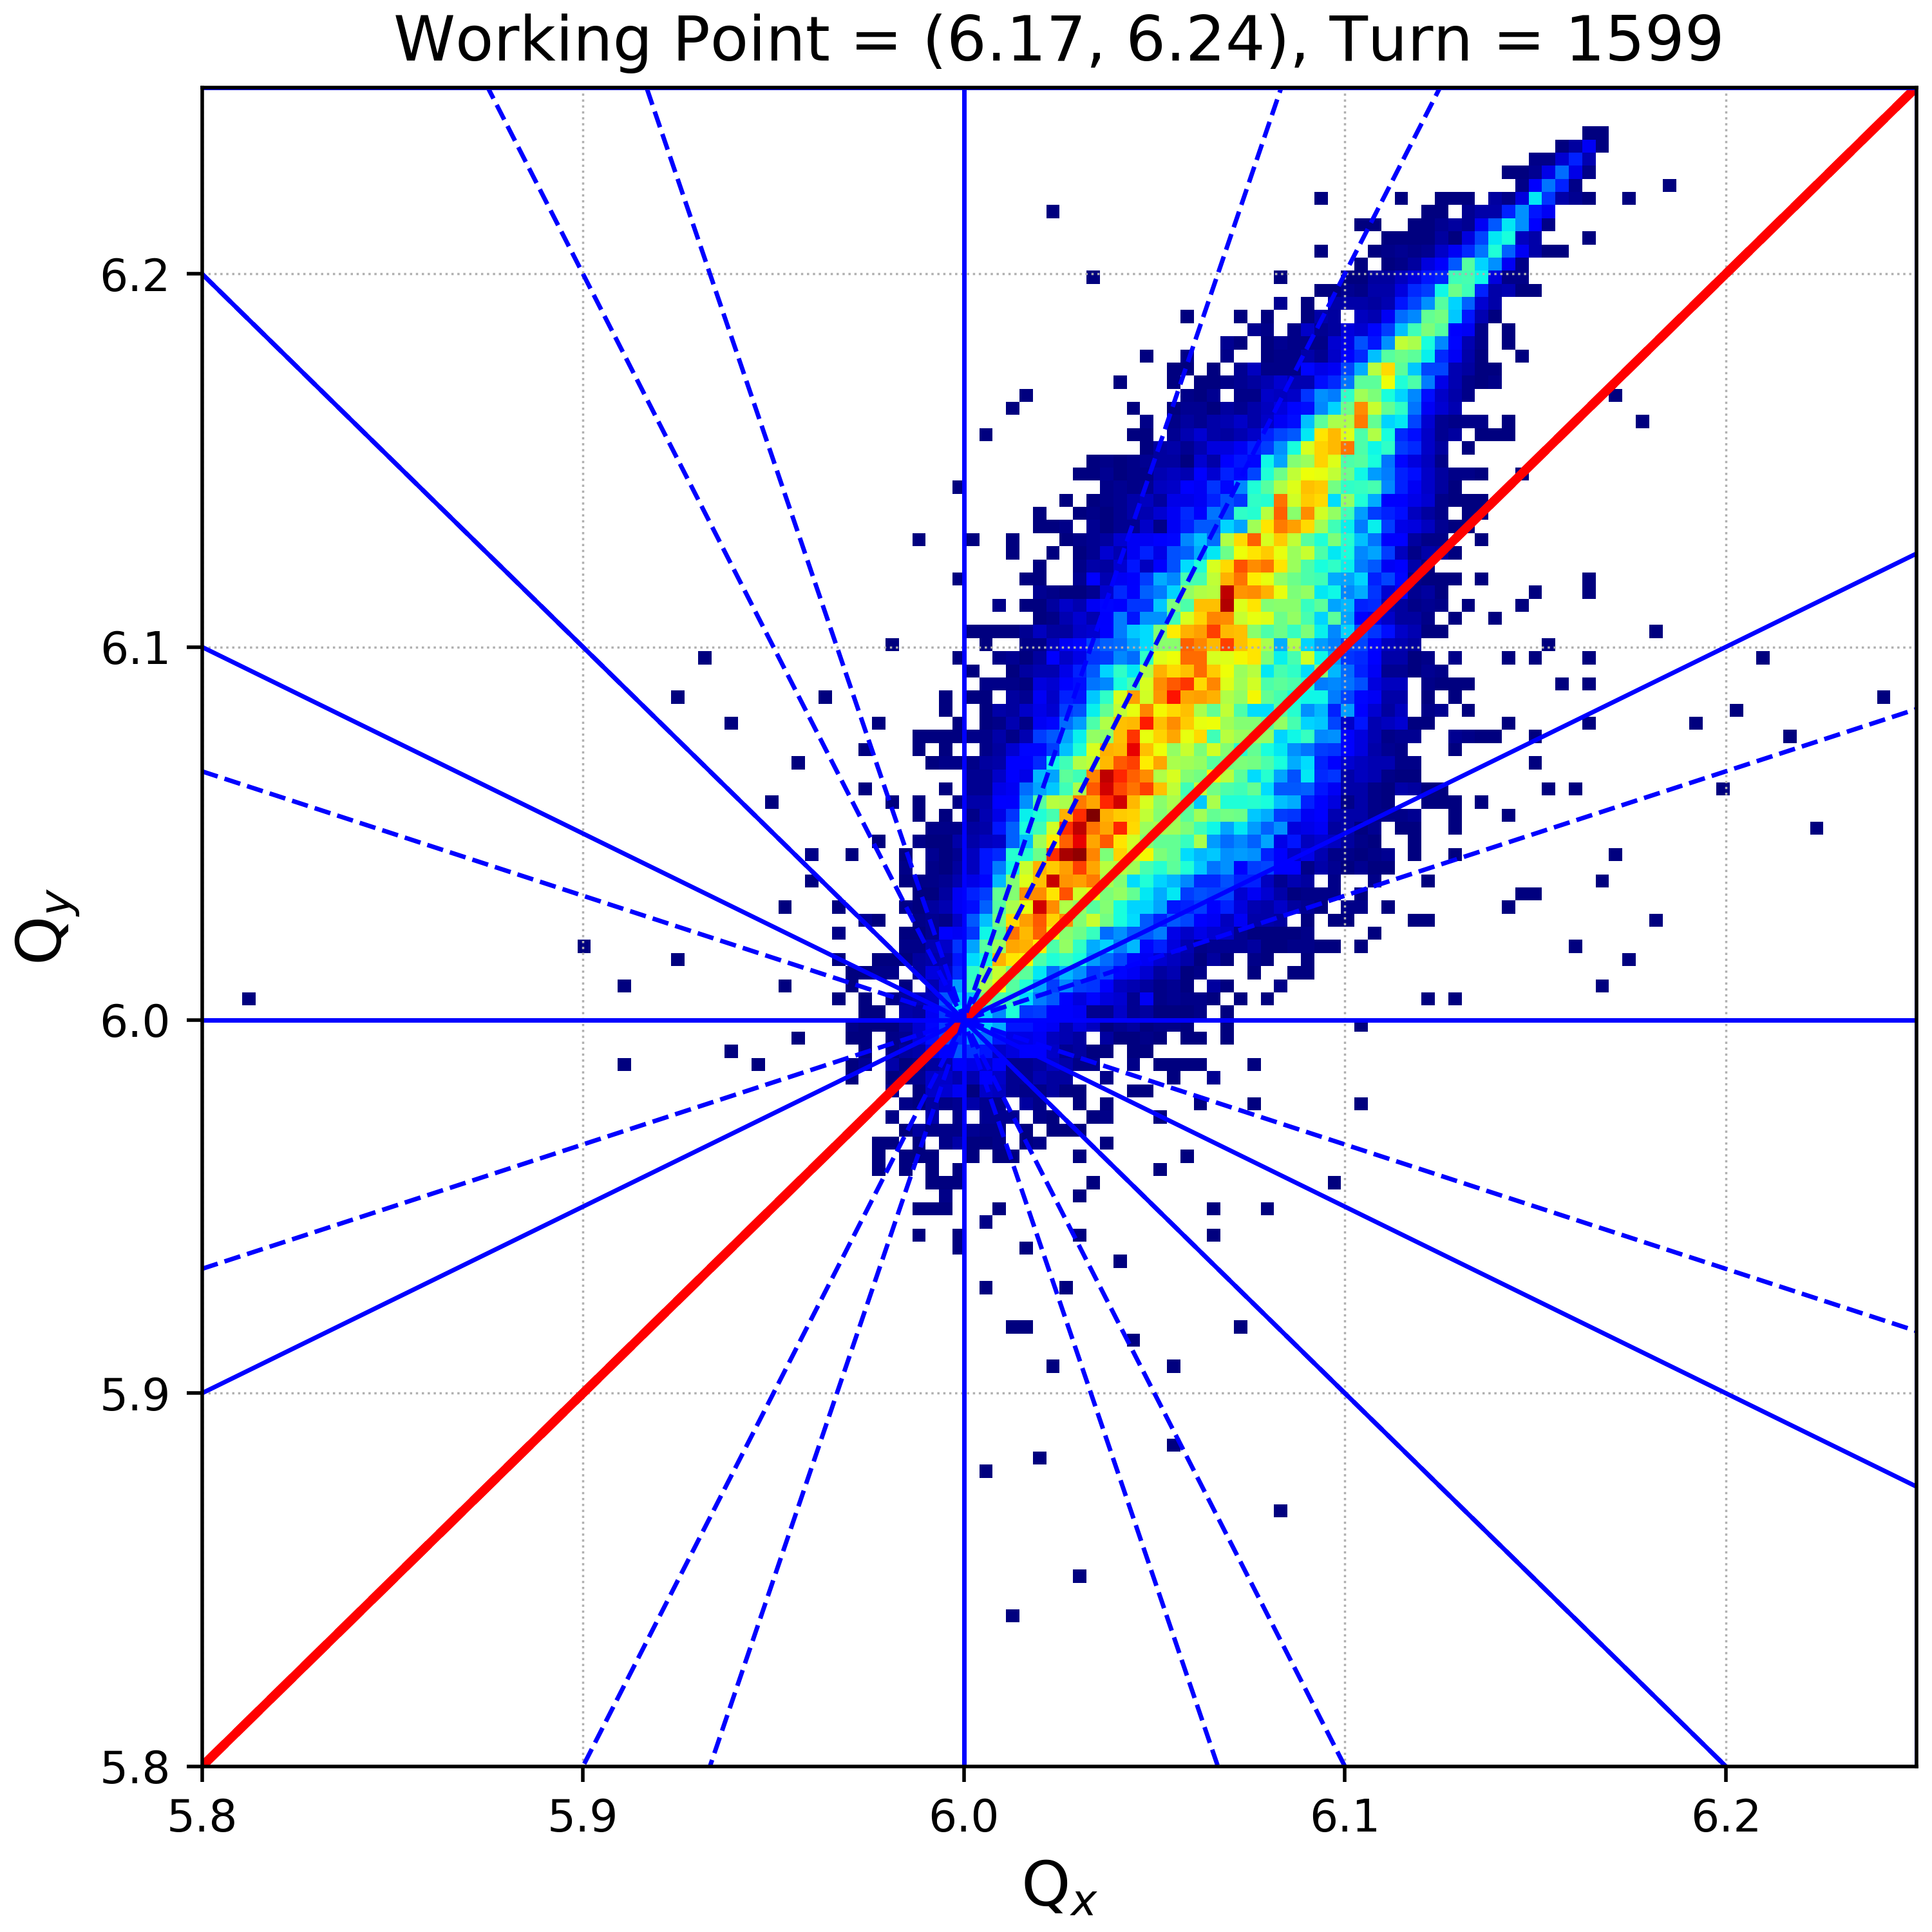 Working Point = (6.17, 6.24), Turn = 1599
6.2
6.1
6.0
5.9
5.8
Qy
5.8 5.9 6.0 6.1 6.2
Qx